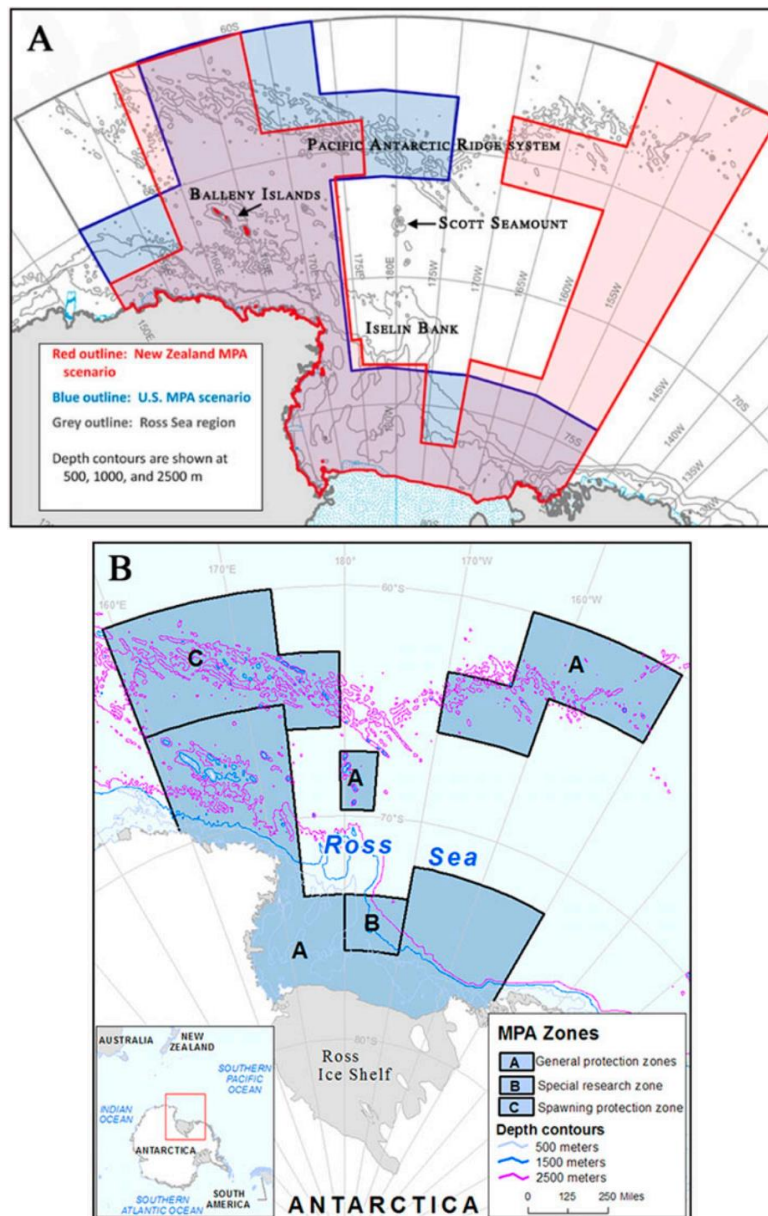 A
60S
PACIFIC ANTARCTIC RIDGE SYSTEM
BALLENY ISLANDS
SCOTT SEAMOUNT
160E
165E
170E
175E
180E
175W
170W
165W
160W
155W
ISELIN BANK
150E
145W
70S
140W
135W
75S
Red outline: New Zealand MPA
scenario
Blue outline: U.S. MPA scenario
Grey outline: Ross Sea region
Depth contours are shown at
500, 1000, and 2500 m
B
160°E
170°E
180°
60°S
170°W
160°W
C
A
A
70°S
Ross Sea
B
A
80°S
Ross
Ice Shelf
AUSTRALIA
NEW
ZEALAND
SOUTHERN
PACIFIC
OCEAN
INDIAN
OCEAN
ANTARCTICA
SOUTH
AMERICA
SOUTHERN
ATLANTIC OCEAN
ANTARCTICA
MPA Zones
A General protection zones
B Special research zone
C Spawning protection zone
Depth contours
500 meters
1500 meters
2500 meters
0 125 250 Miles